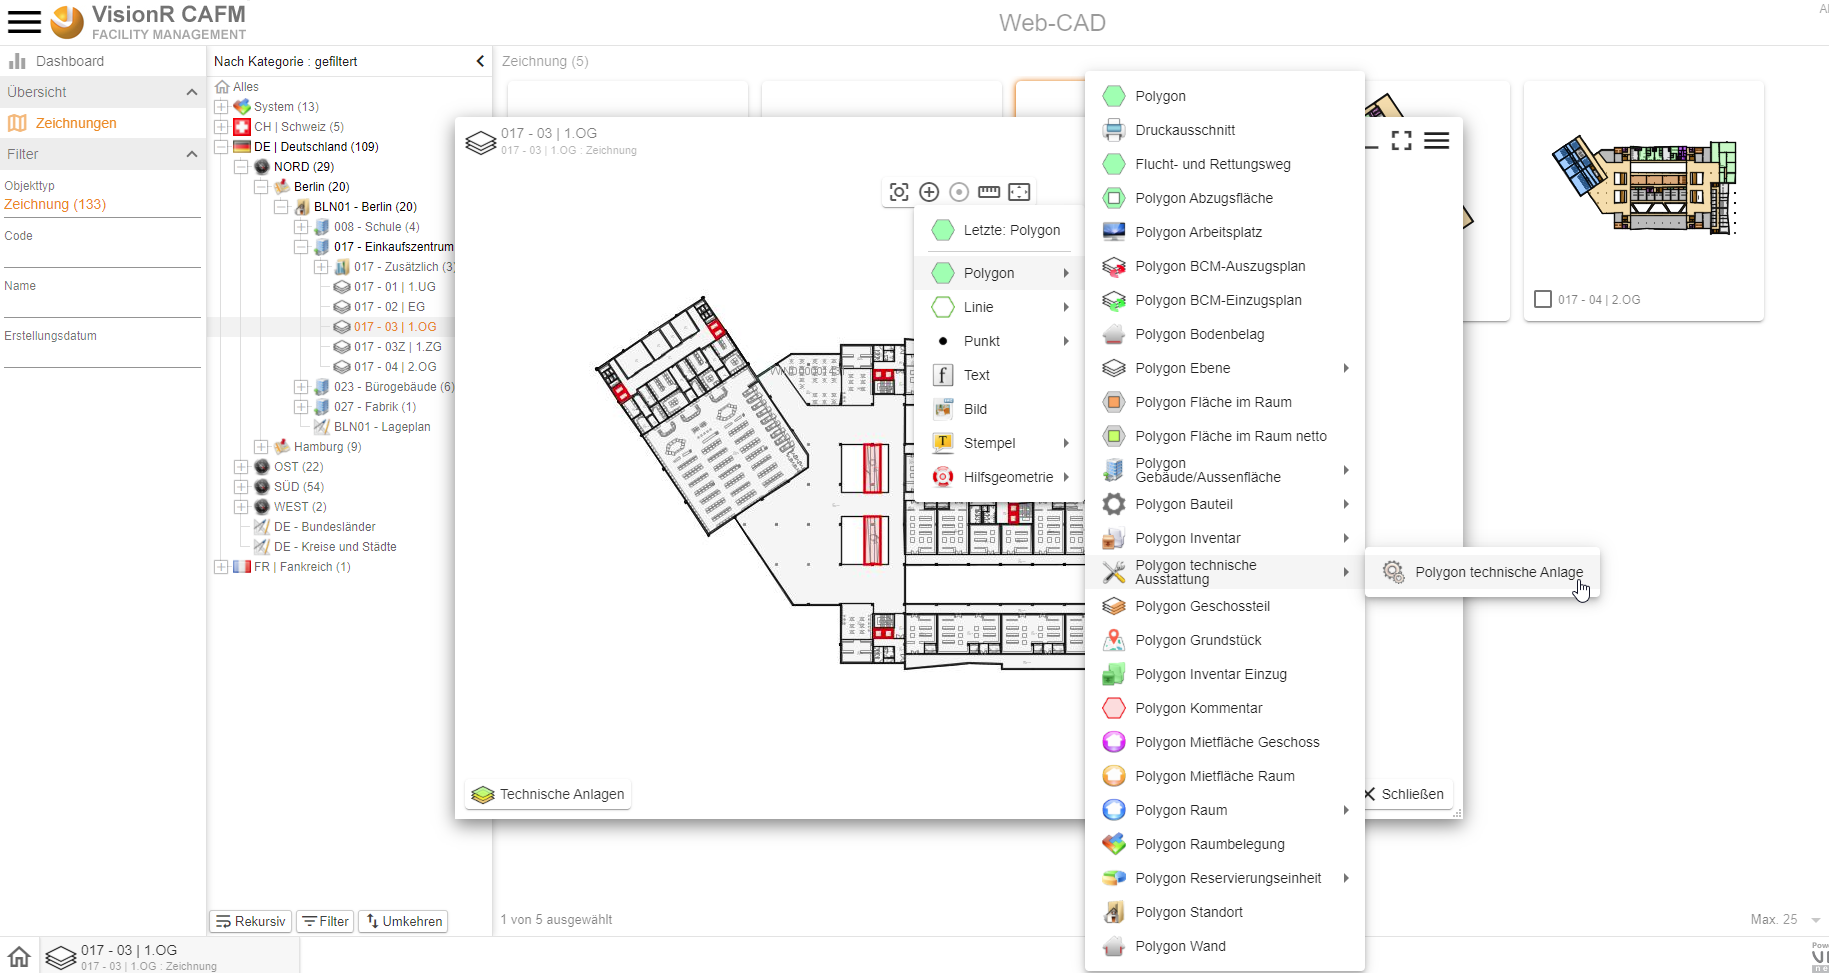 VisionR CAFM
FACILITY MANAGEMENT
Web-CAD
Dashboard
Übersicht
Zeichnungen
Filter
Objekttyp
Zeichnung (133)
Code
Name
Erstellungsdatum
Nach Kategorie : gefiltert
Alles
System (13)
CH | Schweiz (5)
DE | Deutschland (109)
NORD (29)
Berlin (20)
BLN01 - Berlin (20)
008 - Schule (4)
017 - Einkaufszentrum
017 - Zusätzlich (3)
017 - 01 | 1.UG
017 - 02 | EG
017 - 03 | 1.OG
017 - 03Z | 1.ZG
017 - 04 | 2.OG
023 - Bürogebäude (6)
027 - Fabrik (1)
BLN01 - Lageplan
Hamburg (9)
OST (22)
SÜD (54)
WEST (2)
DE - Bundesländer
DE - Kreise und Städte
FR | Fankreich (1)
Rekursiv
Filter
Umkehren
Zeichnung (5)
017 - 03 | 1.OG
017 - 03 | 1.OG : Zeichnung
Letzte: Polygon
Polygon
Linie
Punkt
Text
Bild
Stempel
Hilfsgeometrie
Polygon
Druckausschnitt
Flucht- und Rettungsweg
Polygon Abzugsfläche
Polygon Arbeitsplatz
Polygon BCM-Auszugsplan
Polygon BCM-Einzugsplan
Polygon Bodenbelag
Polygon Ebene
Polygon Fläche im Raum
Polygon Fläche im Raum netto
Polygon
Gebäude/Aussenfläche
Polygon Bauteil
Polygon Inventar
Polygon technische
Ausstattung
Polygon Geschossteil
Polygon Grundstück
Polygon Inventar Einzug
Polygon Kommentar
Polygon Mietfläche Geschoss
Polygon Mietfläche Raum
Polygon Raum
Polygon Raumbelegung
Polygon Reservierungseinheit
Polygon Standort
Polygon Wand
Polygon technische Anlage
Technische Anlagen
Schließen
017 - 04 | 2.OG
1 von 5 ausgewählt
Max. 25
017 - 03 | 1.OG
017 - 03 | 1.OG : Zeichnung